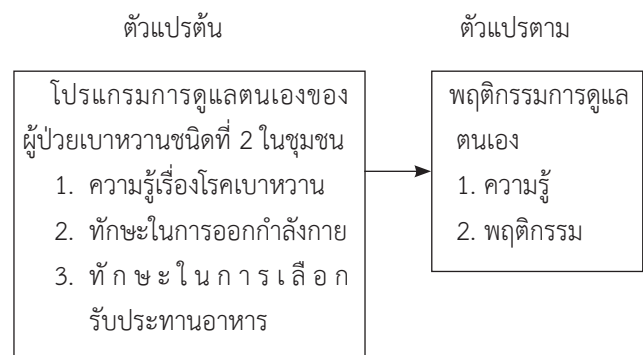 ตัวแปรต้น
โปรแกรมการดูแลตนเองของ
ผู้ป่วยเบาหวานชนิดที่ 2 ในชุมชน
1. ความรู้เรื่องโรคเบาหวาน
2. ทักษะในการออกกำลังกาย
3. ทักษะในการเลือก
รับประทานอาหาร
ตัวแปรตาม
พฤติกรรมการดูแล
ตนเอง
1. ความรู้
2. พฤติกรรม